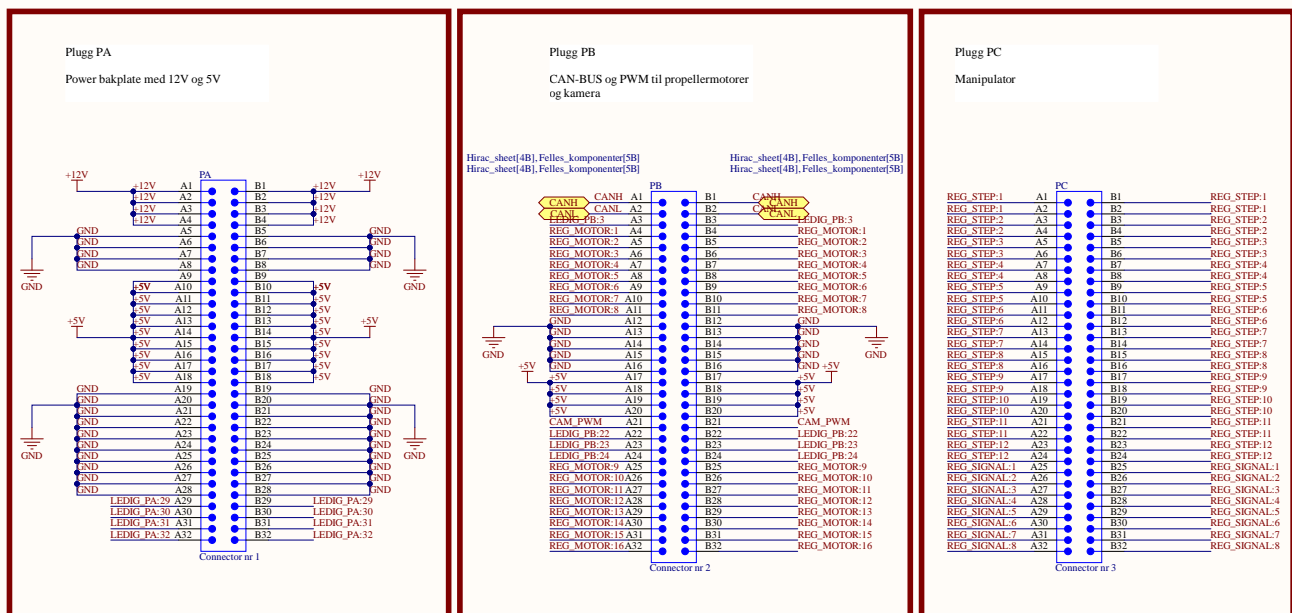 Plugg PA
Power bakplate med 12V og 5V
PA
+12V +12V A1 B1 +12V +12V
+12V A2 B2 +12V
+12V A3 B3 +12V
+12V A4 B4 +12V
GND A5 B5 GND
GND A6 B6 GND
GND A7 B7 GND
GND A8 B8 GND
GND GND
A9 B9
+5V A10 B10 +5V
+5V A11 B11 +5V
+5V A12 B12 +5V
+5V +5V A13 B13 +5V +5V
+5V A14 B14 +5V
+5V A15 B15 +5V
+5V A16 B16 +5V
+5V A17 B17 +5V
+5V A18 B18 +5V
GND A19 B19 GND
GND A20 B20 GND
GND A21 B21 GND
GND A22 B22 GND
GND A23 B23 GND
GND A24 B24 GND
GND GND
GND A25 B25 GND
GND A26 B26 GND
GND A27 B27 GND
GND A28 B28 GND
LEDIG_PA:29 A29 B29 LEDIG_PA:29
LEDIG_PA:30 A30 B30 LEDIG_PA:30
LEDIG_PA:31 A31 B31 LEDIG_PA:31
LEDIG_PA:32 A32 B32 LEDIG_PA:32
Connector nr 1
Plugg PB
CAN-BUS og PWM til propellermotorer
og kamera
Hirac_sheet[4B], Felles_komponenter[5B] Hirac_sheet[4B], Felles_komponenter[5B]
Hirac_sheet[4B], Felles_komponenter[5B] Hirac_sheet[4B], Felles_komponenter[5B]
PB
CANH CANH A1 B1 CANH CANH
CANL CANL A2 B2 CANL CANL
LEDIG_PB:3 A3 B3 LEDIG_PB:3
REG_MOTOR:1 A4 B4 REG_MOTOR:1
REG_MOTOR:2 A5 B5 REG_MOTOR:2
REG_MOTOR:3 A6 B6 REG_MOTOR:3
REG_MOTOR:4 A7 B7 REG_MOTOR:4
REG_MOTOR:5 A8 B8 REG_MOTOR:5
REG_MOTOR:6 A9 B9 REG_MOTOR:6
REG_MOTOR:7 A10 B10 REG_MOTOR:7
REG_MOTOR:8 A11 B11 REG_MOTOR:8
GND A12 B12 GND
GND A13 B13 GND
GND GND A14 B14 GND GND
GND A15 B15 GND
GND A16 B16 GND
+5V +5V A17 B17 +5V +5V
+5V A18 B18 +5V
+5V A19 B19 +5V
+5V A20 B20 +5V
CAM_PWM A21 B21 CAM_PWM
LEDIG_PB:22 A22 B22 LEDIG_PB:22
LEDIG_PB:23 A23 B23 LEDIG_PB:23
LEDIG_PB:24 A24 B24 LEDIG_PB:24
REG_MOTOR:9 A25 B25 REG_MOTOR:9
REG_MOTOR:10 A26 B26 REG_MOTOR:10
REG_MOTOR:11 A27 B27 REG_MOTOR:11
REG_MOTOR:12 A28 B28 REG_MOTOR:12
REG_MOTOR:13 A29 B29 REG_MOTOR:13
REG_MOTOR:14 A30 B30 REG_MOTOR:14
REG_MOTOR:15 A31 B31 REG_MOTOR:15
REG_MOTOR:16 A32 B32 REG_MOTOR:16
Connector nr 2
Plugg PC
Manipulator
PC
REG_STEP:1 A1 B1 REG_STEP:1
REG_STEP:1 A2 B2 REG_STEP:1
REG_STEP:2 A3 B3 REG_STEP:2
REG_STEP:2 A4 B4 REG_STEP:2
REG_STEP:3 A5 B5 REG_STEP:3
REG_STEP:3 A6 B6 REG_STEP:3
REG_STEP:4 A7 B7 REG_STEP:4
REG_STEP:4 A8 B8 REG_STEP:4
REG_STEP:5 A9 B9 REG_STEP:5
REG_STEP:5 A10 B10 REG_STEP:5
REG_STEP:6 A11 B11 REG_STEP:6
REG_STEP:6 A12 B12 REG_STEP:6
REG_STEP:7 A13 B13 REG_STEP:7
REG_STEP:7 A14 B14 REG_STEP:7
REG_STEP:8 A15 B15 REG_STEP:8
REG_STEP:8 A16 B16 REG_STEP:8
REG_STEP:9 A17 B17 REG_STEP:9
REG_STEP:9 A18 B18 REG_STEP:9
REG_STEP:10 A19 B19 REG_STEP:10
REG_STEP:10 A20 B20 REG_STEP:10
REG_STEP:11 A21 B21 REG_STEP:11
REG_STEP:11 A22 B22 REG_STEP:11
REG_STEP:12 A23 B23 REG_STEP:12
REG_STEP:12 A24 B24 REG_STEP:12
REG_SIGNAL:1 A25 B25 REG_SIGNAL:1
REG_SIGNAL:2 A26 B26 REG_SIGNAL:2
REG_SIGNAL:3 A27 B27 REG_SIGNAL:3
REG_SIGNAL:4 A28 B28 REG_SIGNAL:4
REG_SIGNAL:5 A29 B29 REG_SIGNAL:5
REG_SIGNAL:6 A30 B30 REG_SIGNAL:6
REG_SIGNAL:7 A31 B31 REG_SIGNAL:7
REG_SIGNAL:8 A32 B32 REG_SIGNAL:8
Connector nr 3